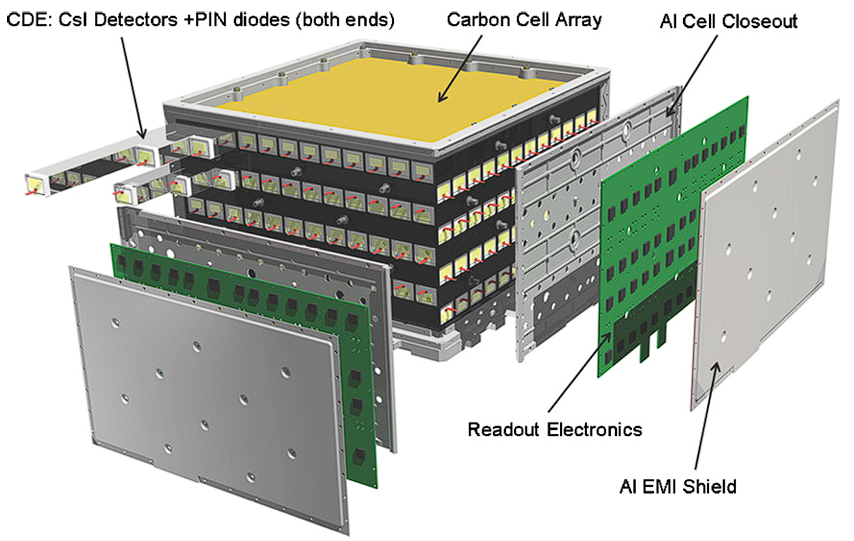 CDE: CsI Detectors +PIN diodes (both ends)
Carbon Cell Array
Al Cell Closeout
Readout Electronics
Al EMI Shield